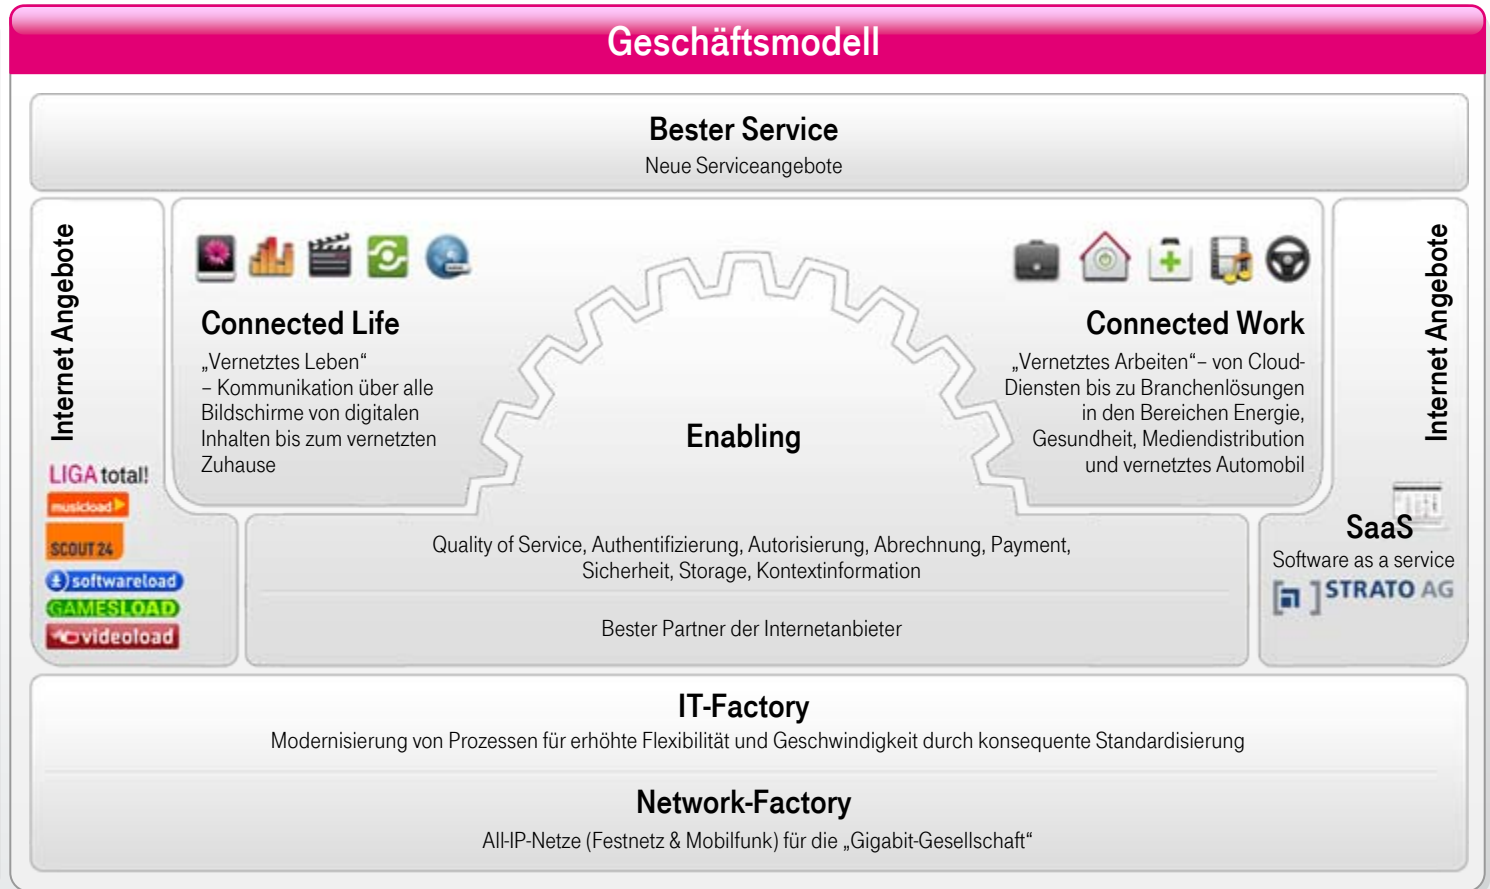 Geschäftsmodell
Bester Service
Neue Serviceangebote
Internet Angebote
LIGA total!
musicload
SCOUT 24
softwareload
GAMESLOAD
videoload
Connected Life
„Vernetztes Leben“
– Kommunikation über alle
Bildschirme von digitalen
Inhalten bis zum vernetzten
Zuhause
Enabling
Connected Work
„Vernetztes Arbeiten“– von Cloud-
Diensten bis zu Branchenlösungen
in den Bereichen Energie,
Gesundheit, Mediendistribution
und vernetztes Automobil
Internet Angebote
SaaS
Software as a service
STRATO AG
Quality of Service, Authentifizierung, Autorisierung, Abrechnung, Payment,
Sicherheit, Storage, Kontextinformation
Bester Partner der Internetanbieter
IT-Factory
Modernisierung von Prozessen für erhöhte Flexibilität und Geschwindigkeit durch konsequente Standardisierung
Network-Factory
All-IP-Netze (Festnetz & Mobilfunk) für die „Gigabit-Gesellschaft“